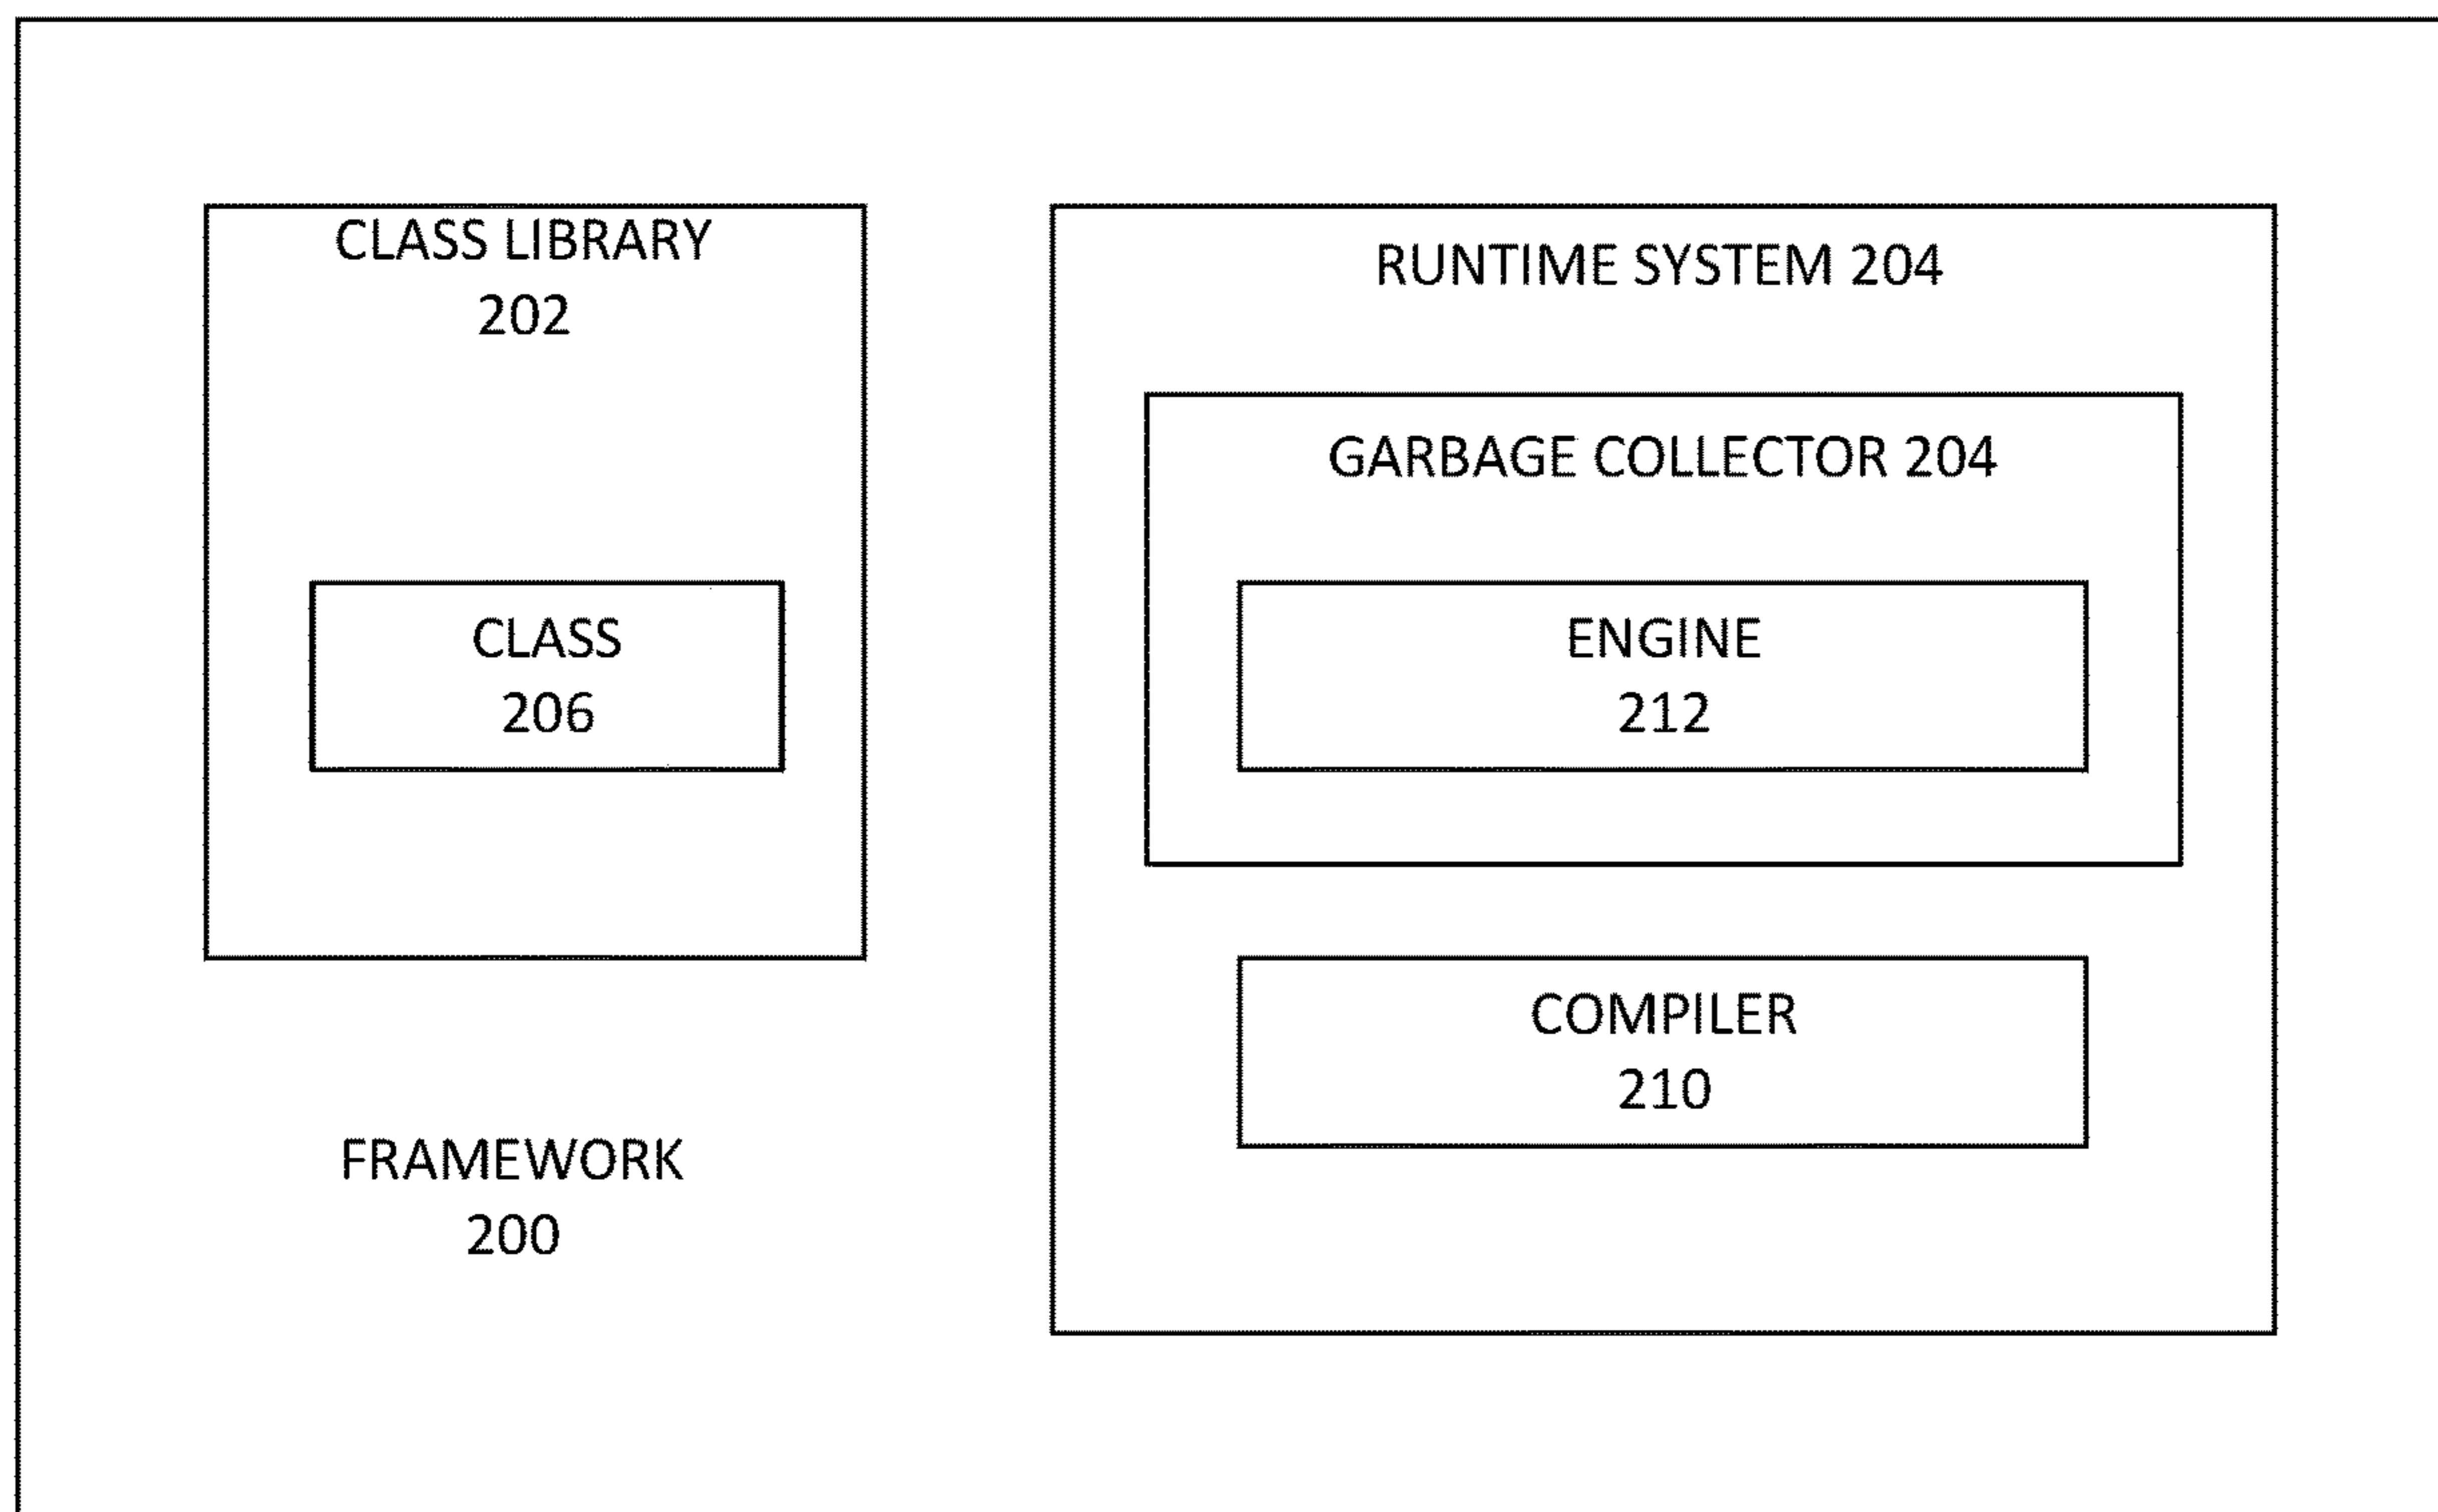 CLASS LIBRARY
202
CLASS
206
FRAMEWORK
200
RUNTIME SYSTEM 204
GARBAGE COLLECTOR 204
ENGINE
212
COMPILER
210